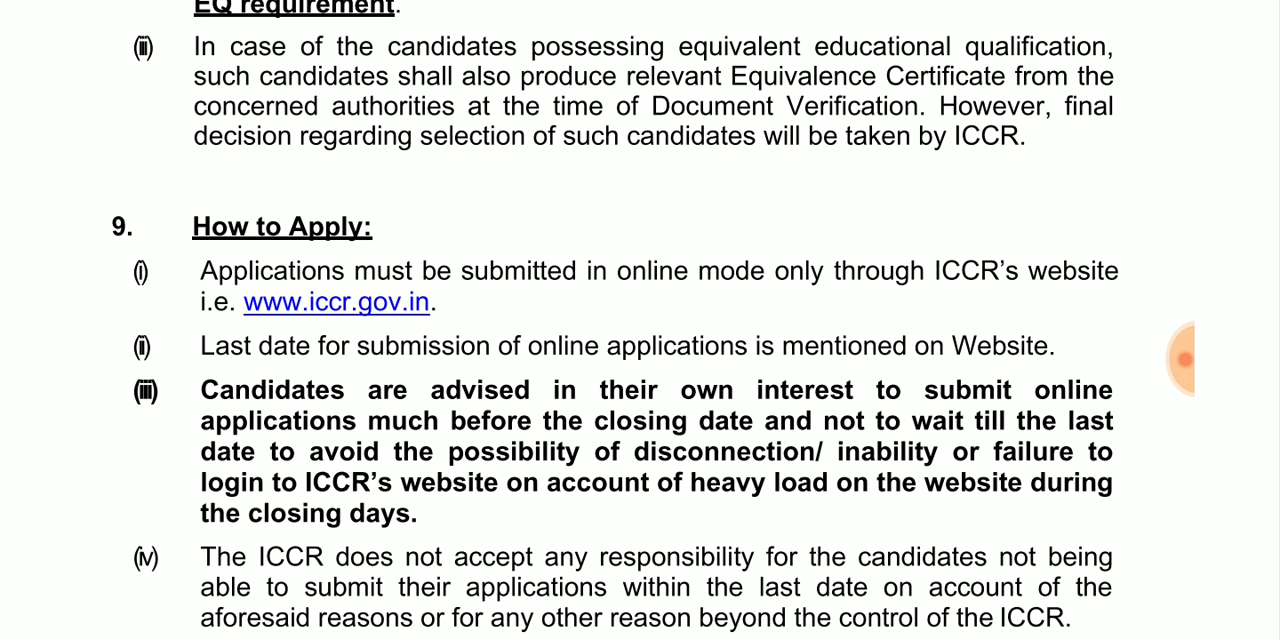 EQ requirement.
(ii) In case of the candidates possessing equivalent educational qualification,
such candidates shall also produce relevant Equivalence Certificate from the
concerned authorities at the time of Document Verification. However, final
decision regarding selection of such candidates will be taken by ICCR.
9. How to Apply:
(i) Applications must be submitted in online mode only through ICCR’s website
i.e. www.iccr.gov.in.
(ii) Last date for submission of online applications is mentioned on Website.
(iii) Candidates are advised in their own interest to submit online
applications much before the closing date and not to wait till the last
date to avoid the possibility of disconnection/ inability or failure to
login to ICCR’s website on account of heavy load on the website during
the closing days.
(iv) The ICCR does not accept any responsibility for the candidates not being
able to submit their applications within the last date on account of the
aforesaid reasons or for any other reason beyond the control of the ICCR.